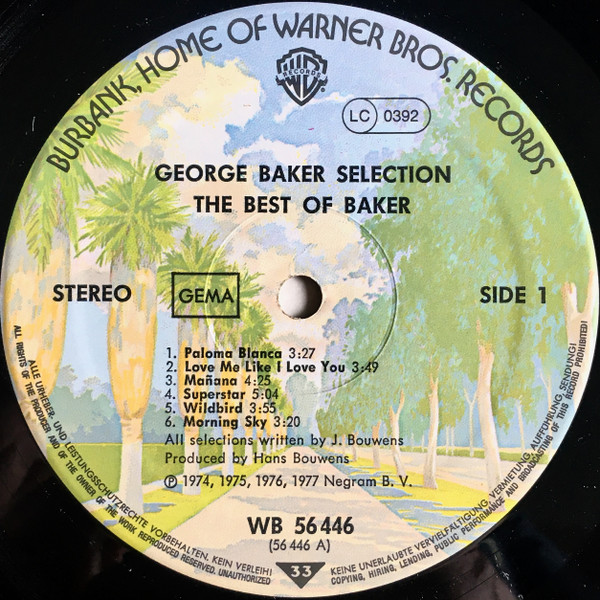 BURBANK, HOME OF WARNER BROS. RECORDS
WB
RECORDS
LC 0392
GEORGE BAKER SELECTION
THE BEST OF BAKER
STEREO
GEMA
SIDE 1
1. Paloma Blanca 3:27
2. Love Me Like I Love You 3:49
3. Mañana 4:25
4. Superstar 5:04
5. Wildbird 3:55
6. Morning Sky 3:20
All selections written by J. Bouwens
Produced by Hans Bouwens
℗ 1974, 1975, 1976, 1977 Negram B. V.
WB 56 446
(56 446 A)
33
ALLE URHEBER- UND LEISTUNGSSCHUTZRECHTE VORBEHALTEN. KEIN VERLEIH!
KEINE UNERLAUBTE VERVIELFÄLTIGUNG, VERMIETUNG, AUFFÜHRUNG, SENDUNG!
ALL RIGHTS OF THE PRODUCER AND OF THE OWNER OF THE WORK REPRODUCED RESERVED. UNAUTHORIZED
COPYING, HIRING, LENDING, PUBLIC PERFORMANCE AND BROADCASTING OF THIS RECORD PROHIBITED!